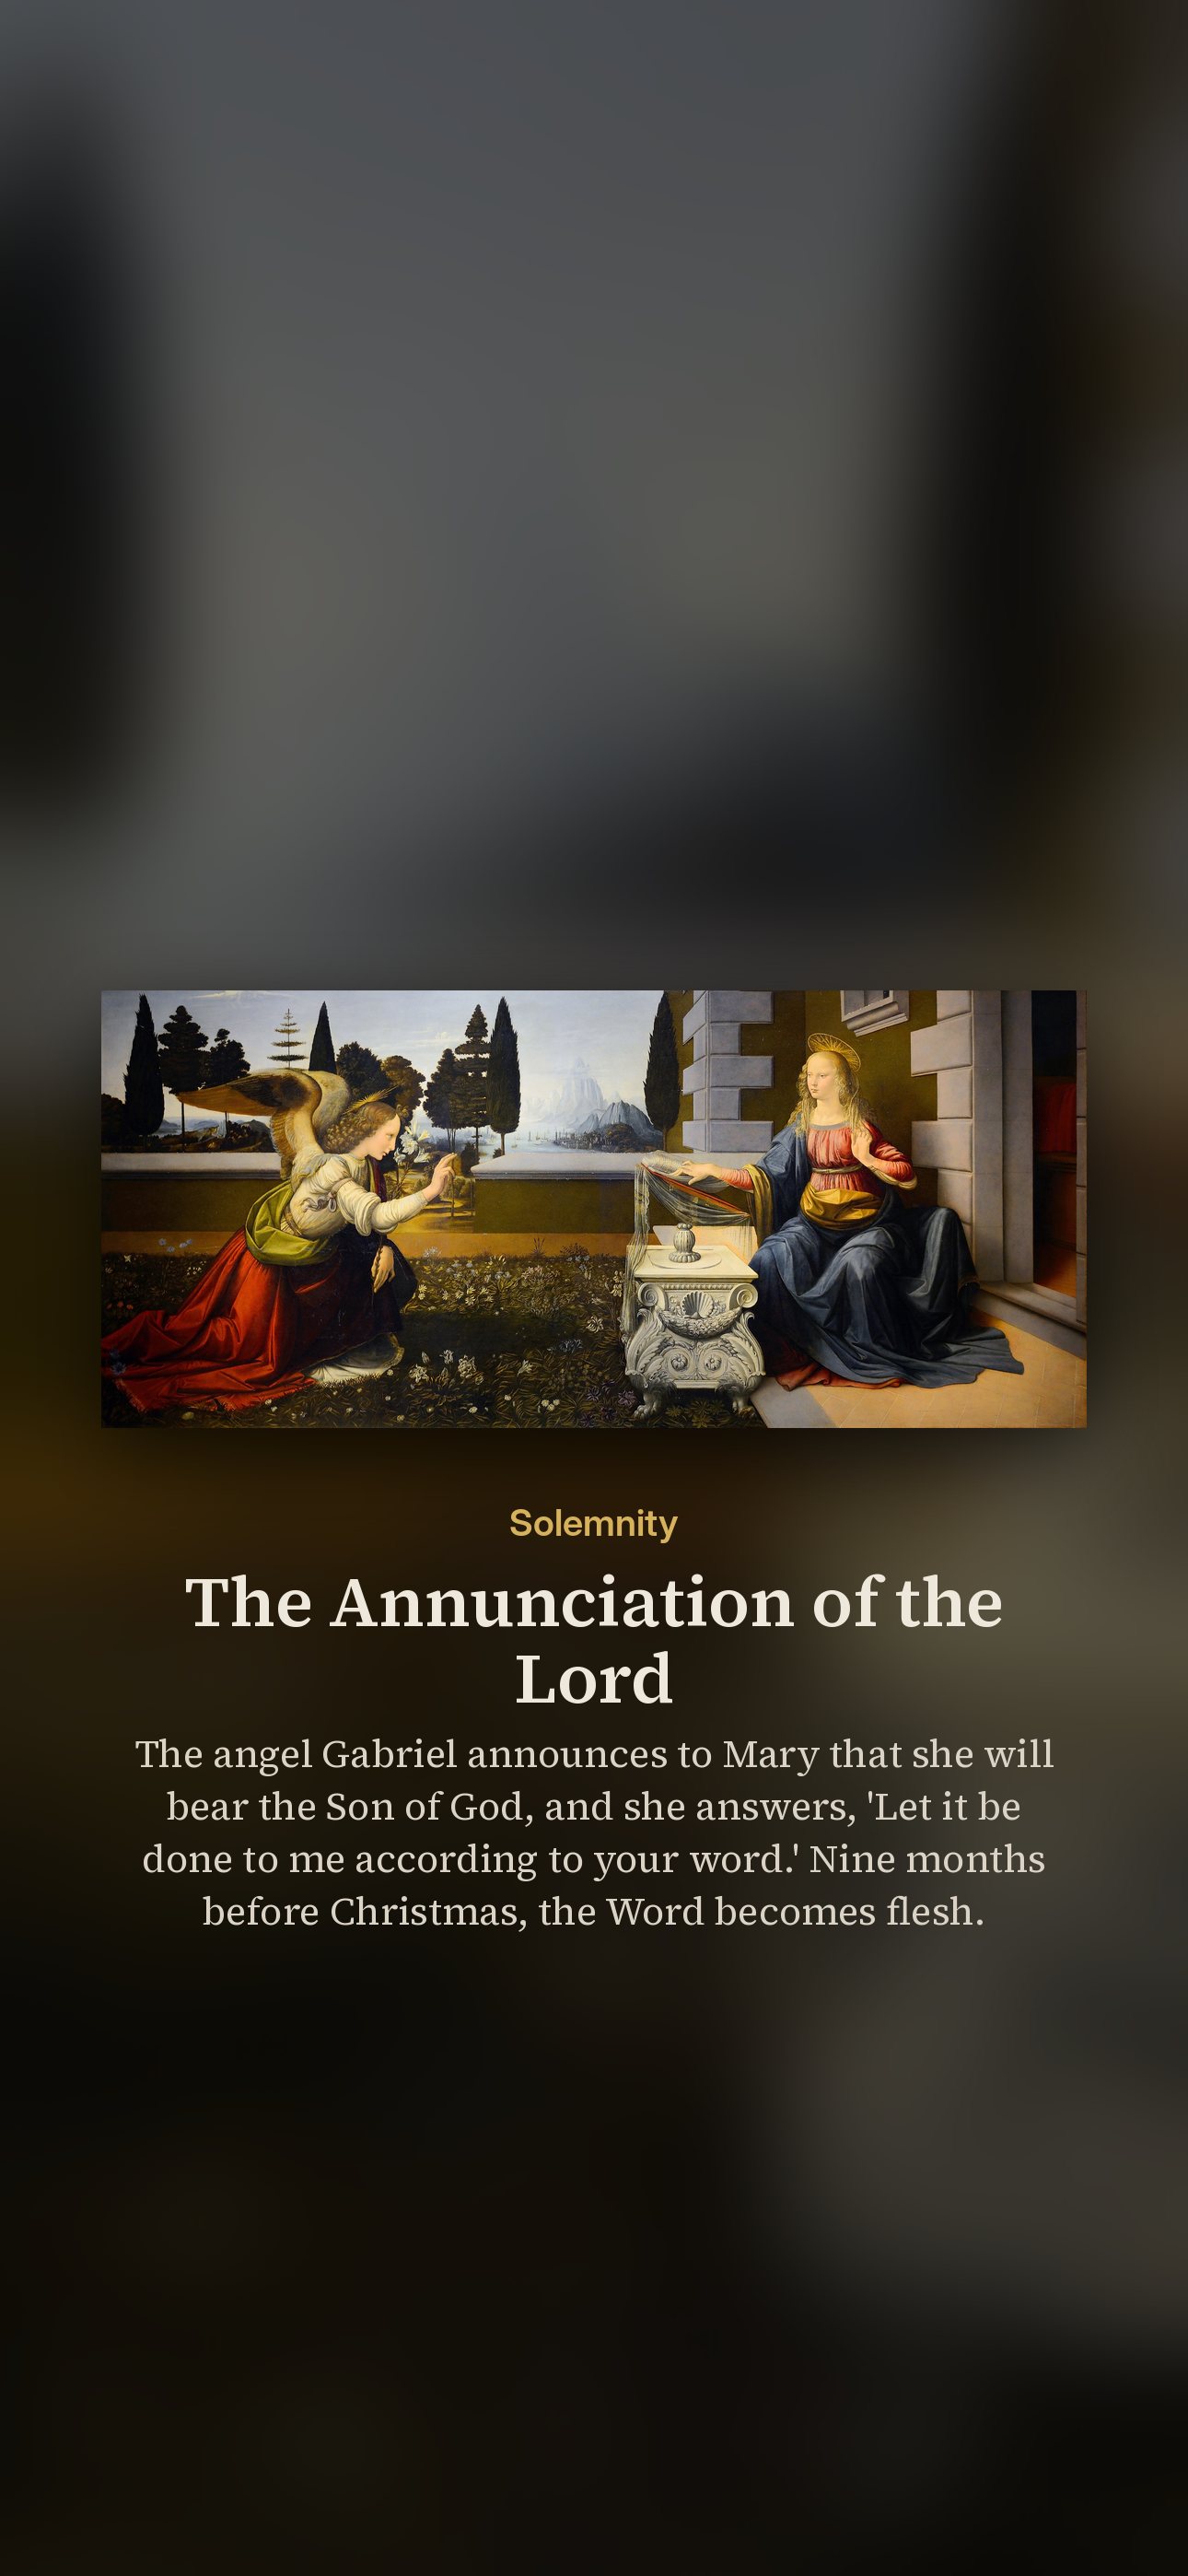 Solemnity
The Annunciation of the
Lord
The angel Gabriel announces to Mary that she will
bear the Son of God, and she answers, 'Let it be
done to me according to your word.' Nine months
before Christmas, the Word becomes flesh.